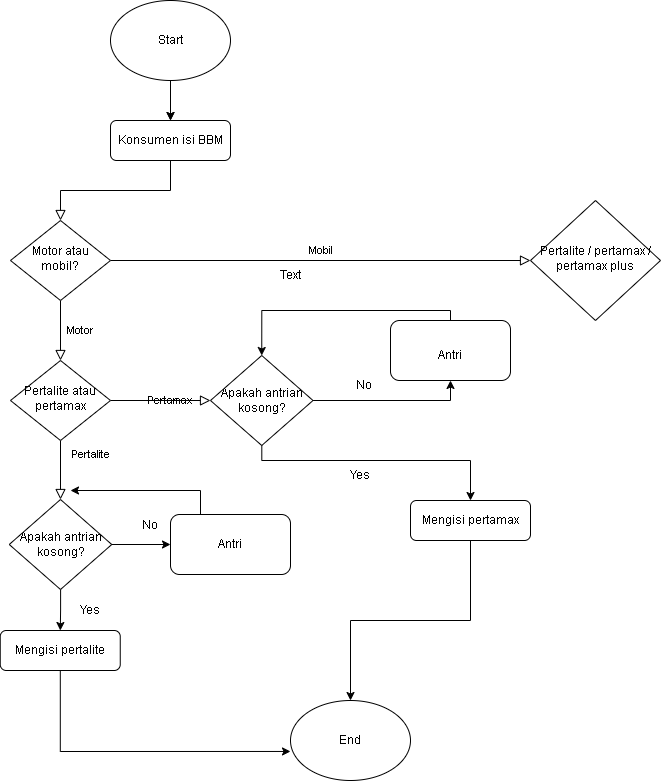 Start
Konsumen isi BBM
Motor atau
mobil?
Mobil
Text
Pertalite / pertamax /
pertamax plus
Motor
Antri
Pertalite atau
pertamax
Pertamax
Apakah antrian
kosong?
No
Pertalite
Yes
Mengisi pertamax
Apakah antrian
kosong?
No
Antri
Yes
Mengisi pertalite
End